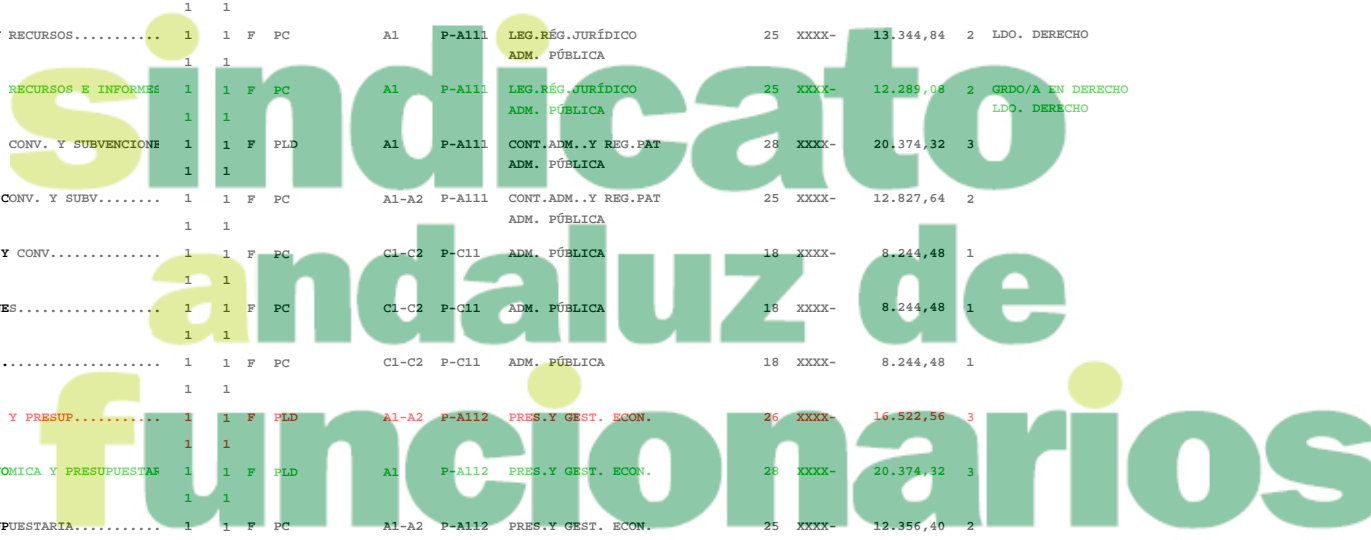 1 1
RECURSOS........... 1 1 F PC A1 P-A111 LEG.RÉG.JURÍDICO 25 XXXX- 13.344,84 2 LDO. DERECHO
1 1 ADM. PÚBLICA
RECURSOS E INFORMES 1 1 F PC A1 P-A111 LEG.RÉG.JURÍDICO 25 XXXX- 12.289,08 2 GRDO/A EN DERECHO
1 1 ADM. PÚBLICA LDO. DERECHO
CONV. Y SUBVENCIONE 1 1 F PLD A1 P-A111 CONT.ADM..Y REG.PAT 28 XXXX- 20.374,32 3
1 1 ADM. PÚBLICA
CONV. Y SUBV........ 1 1 F PC A1-A2 P-A111 CONT.ADM..Y REG.PAT 25 XXXX- 12.827,64 2
1 1 ADM. PÚBLICA
Y CONV.............. 1 1 F PC C1-C2 P-C11 ADM. PÚBLICA 18 XXXX- 8.244,48 1
1 1
ES.................. 1 1 F PC C1-C2 P-C11 ADM. PÚBLICA 18 XXXX- 8.244,48 1
1 1
.................... 1 1 F PC C1-C2 P-C11 ADM. PÚBLICA 18 XXXX- 8.244,48 1
1 1
Y PRESUP........... 1 1 F PLD A1-A2 P-A112 PRES.Y GEST. ECON. 26 XXXX- 16.522,56 3
1 1
OMICA Y PRESUPUESTAR 1 1 F PLD A1 P-A112 PRES.Y GEST. ECON. 28 XXXX- 20.374,32 3
1 1
PUESTARIA........... 1 1 F PC A1-A2 P-A112 PRES.Y GEST. ECON. 25 XXXX- 12.356,40 2
sindicato
andaluz de
funcionarios